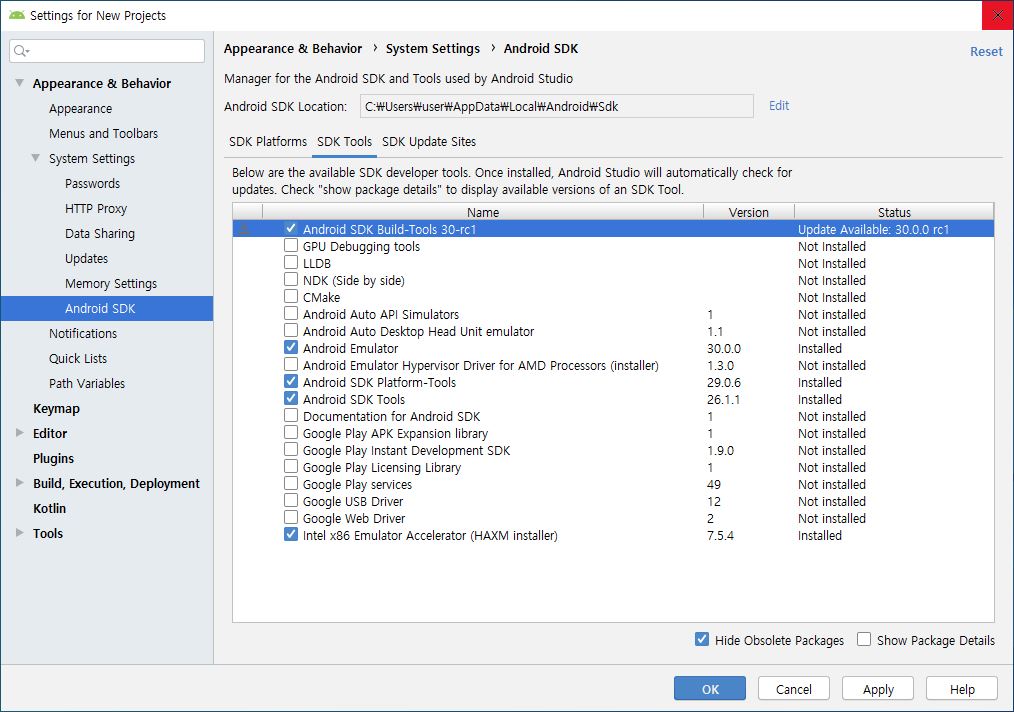 Settings for New Projects
Appearance & Behavior
Appearance
Menus and Toolbars
System Settings
Passwords
HTTP Proxy
Data Sharing
Updates
Memory Settings
Android SDK
Notifications
Quick Lists
Path Variables
Keymap
Editor
Plugins
Build, Execution, Deployment
Kotlin
Tools
Appearance & Behavior › System Settings › Android SDK
Reset
Manager for the Android SDK and Tools used by Android Studio
Android SDK Location: C:₩Users₩user₩AppData₩Local₩Android₩Sdk Edit
SDK Platforms SDK Tools SDK Update Sites
Below are the available SDK developer tools. Once installed, Android Studio will automatically check for
updates. Check "show package details" to display available versions of an SDK Tool.
Name Version Status
Android SDK Build-Tools 30-rc1 Update Available: 30.0.0 rc1
GPU Debugging tools Not Installed
LLDB Not Installed
NDK (Side by side) Not Installed
CMake Not Installed
Android Auto API Simulators 1 Not installed
Android Auto Desktop Head Unit emulator 1.1 Not installed
Android Emulator 30.0.0 Installed
Android Emulator Hypervisor Driver for AMD Processors (installer) 1.3.0 Not installed
Android SDK Platform-Tools 29.0.6 Installed
Android SDK Tools 26.1.1 Installed
Documentation for Android SDK 1 Not installed
Google Play APK Expansion library 1 Not installed
Google Play Instant Development SDK 1.9.0 Not installed
Google Play Licensing Library 1 Not installed
Google Play services 49 Not installed
Google USB Driver 12 Not installed
Google Web Driver 2 Not installed
Intel x86 Emulator Accelerator (HAXM installer) 7.5.4 Installed
Hide Obsolete Packages Show Package Details
OK Cancel Apply Help